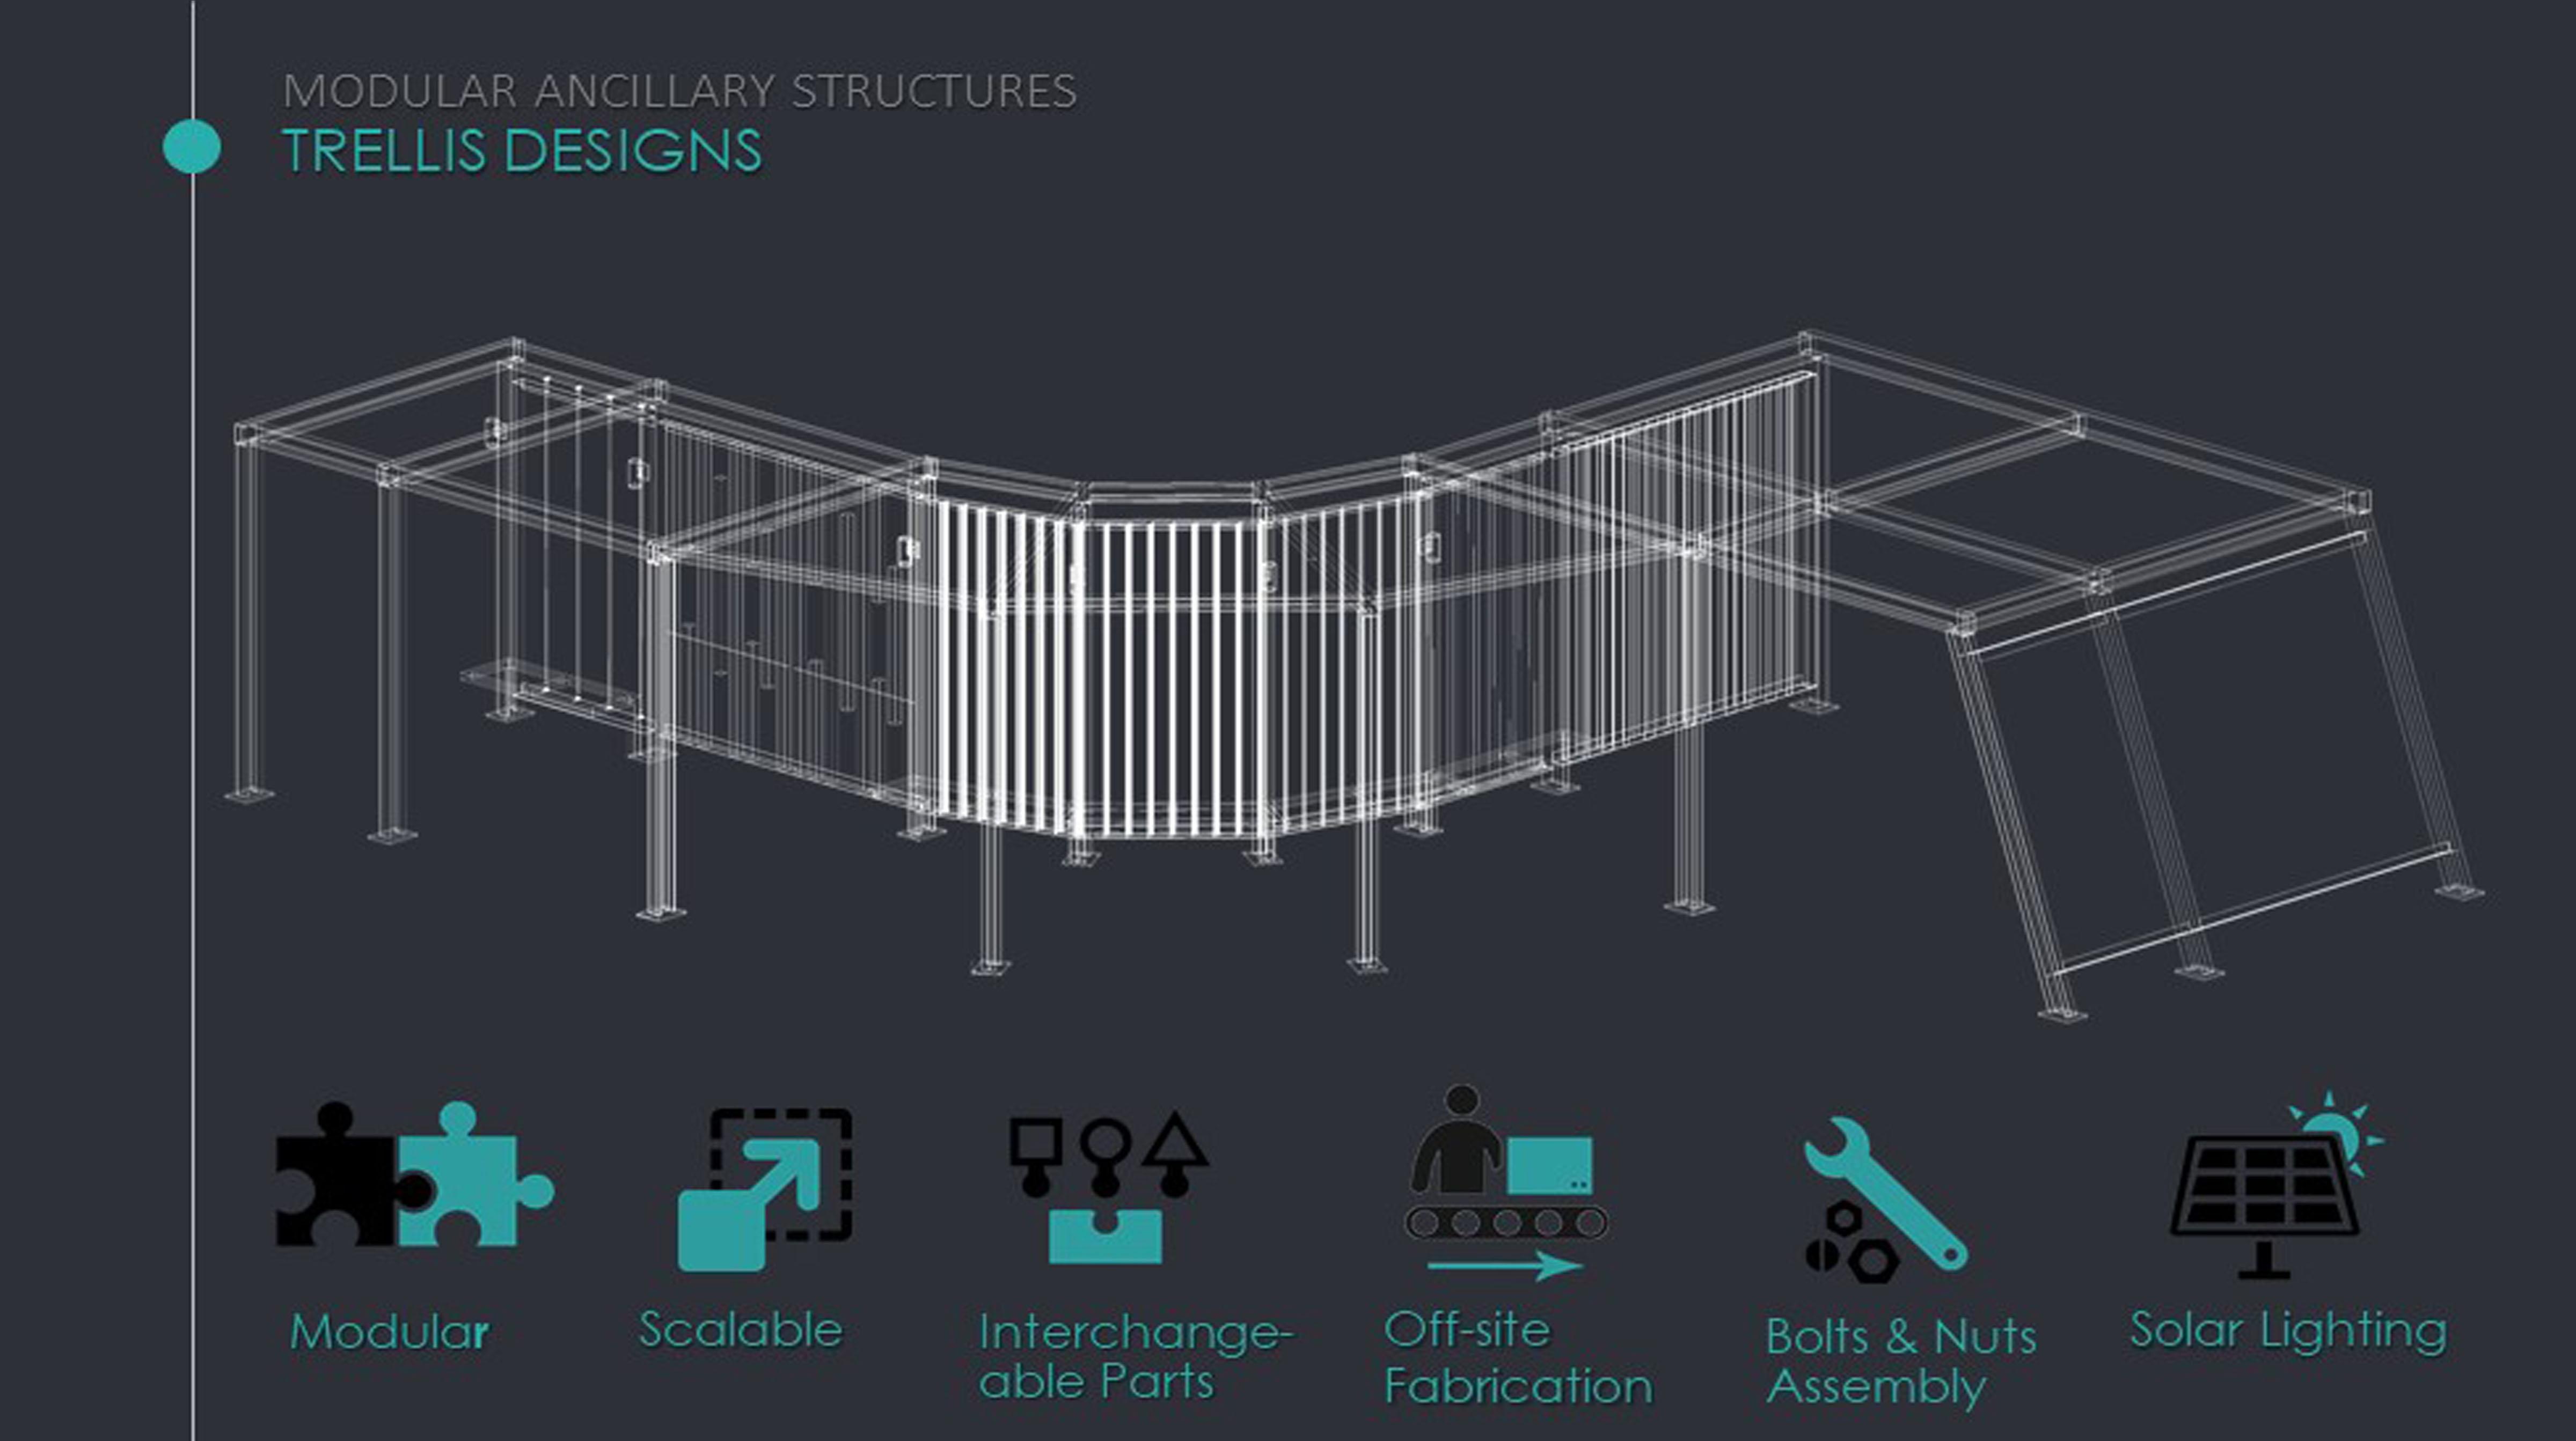 MODULAR ANCILLARY STRUCTURES
TRELLIS DESIGNS
Modular
Scalable
Interchange-
able Parts
Off-site
Fabrication
Bolts & Nuts
Assembly
Solar Lighting